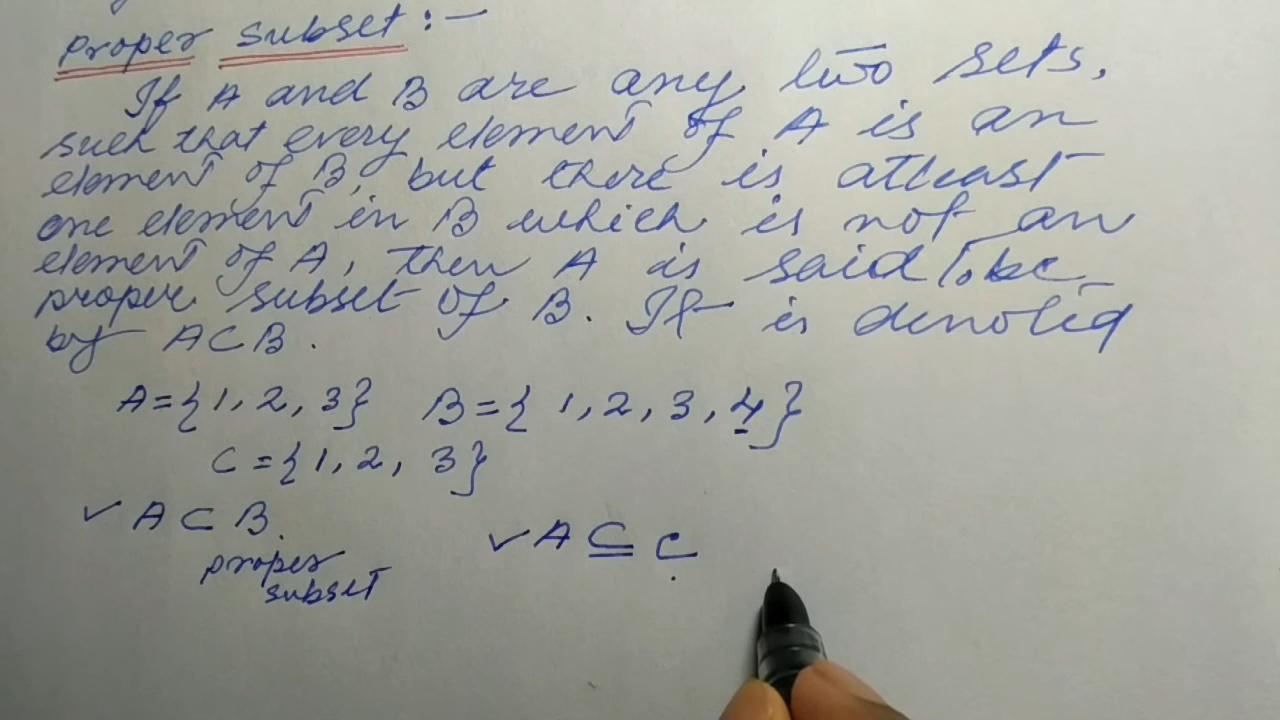 Proper subset :-
If A and B are any two sets,
such that every element of A is an
element of B, but there is atleast
one element in B which is not an
element of A, then A is said to be
proper subset of B. It is denoted
by A⊂B.
A={1, 2, 3} B={1, 2, 3, 4}
C={1, 2, 3}
✓ A ⊂ B. 
proper
subset
✓ A ⊆ C